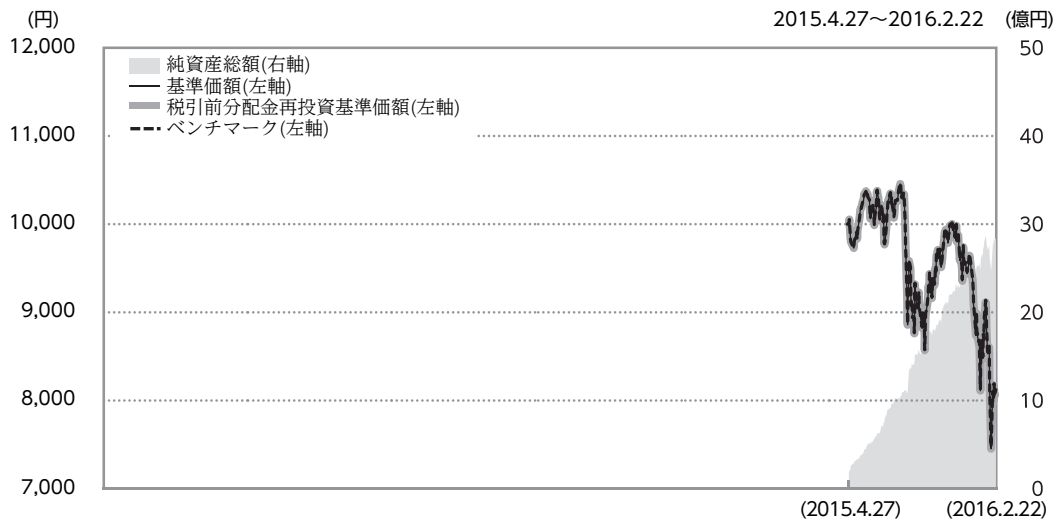 (円)
2015.4.27～2016.2.22 (億円)
12,000
50
純資産総額(右軸)
基準価額(左軸)
税引前分配金再投資基準価額(左軸)
ベンチマーク(左軸)
11,000
40
10,000
30
9,000
20
8,000
10
7,000
0
(2015.4.27)
(2016.2.22)